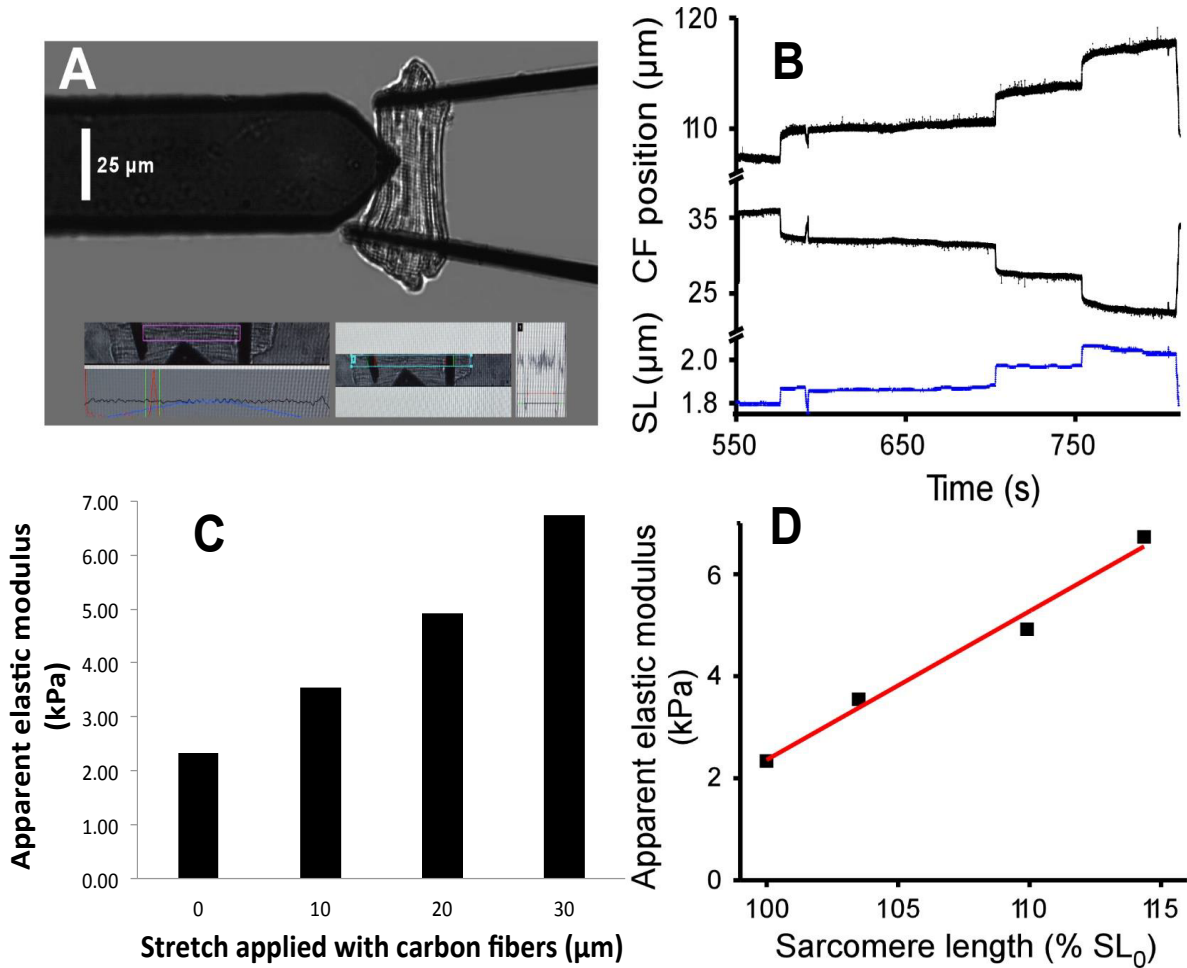 A
25 µm
B
CF position (µm)
120
110
35
25
SL (µm)
2.0
1.8
550
650
750
Time (s)
C
Apparent elastic modulus
(kPa)
7.00
6.00
5.00
4.00
3.00
2.00
1.00
0.00
0
10
20
30
Stretch applied with carbon fibers (µm)
D
Apparent elastic modulus
(kPa)
6
4
2
0
100
105
110
115
Sarcomere length (% SL0)